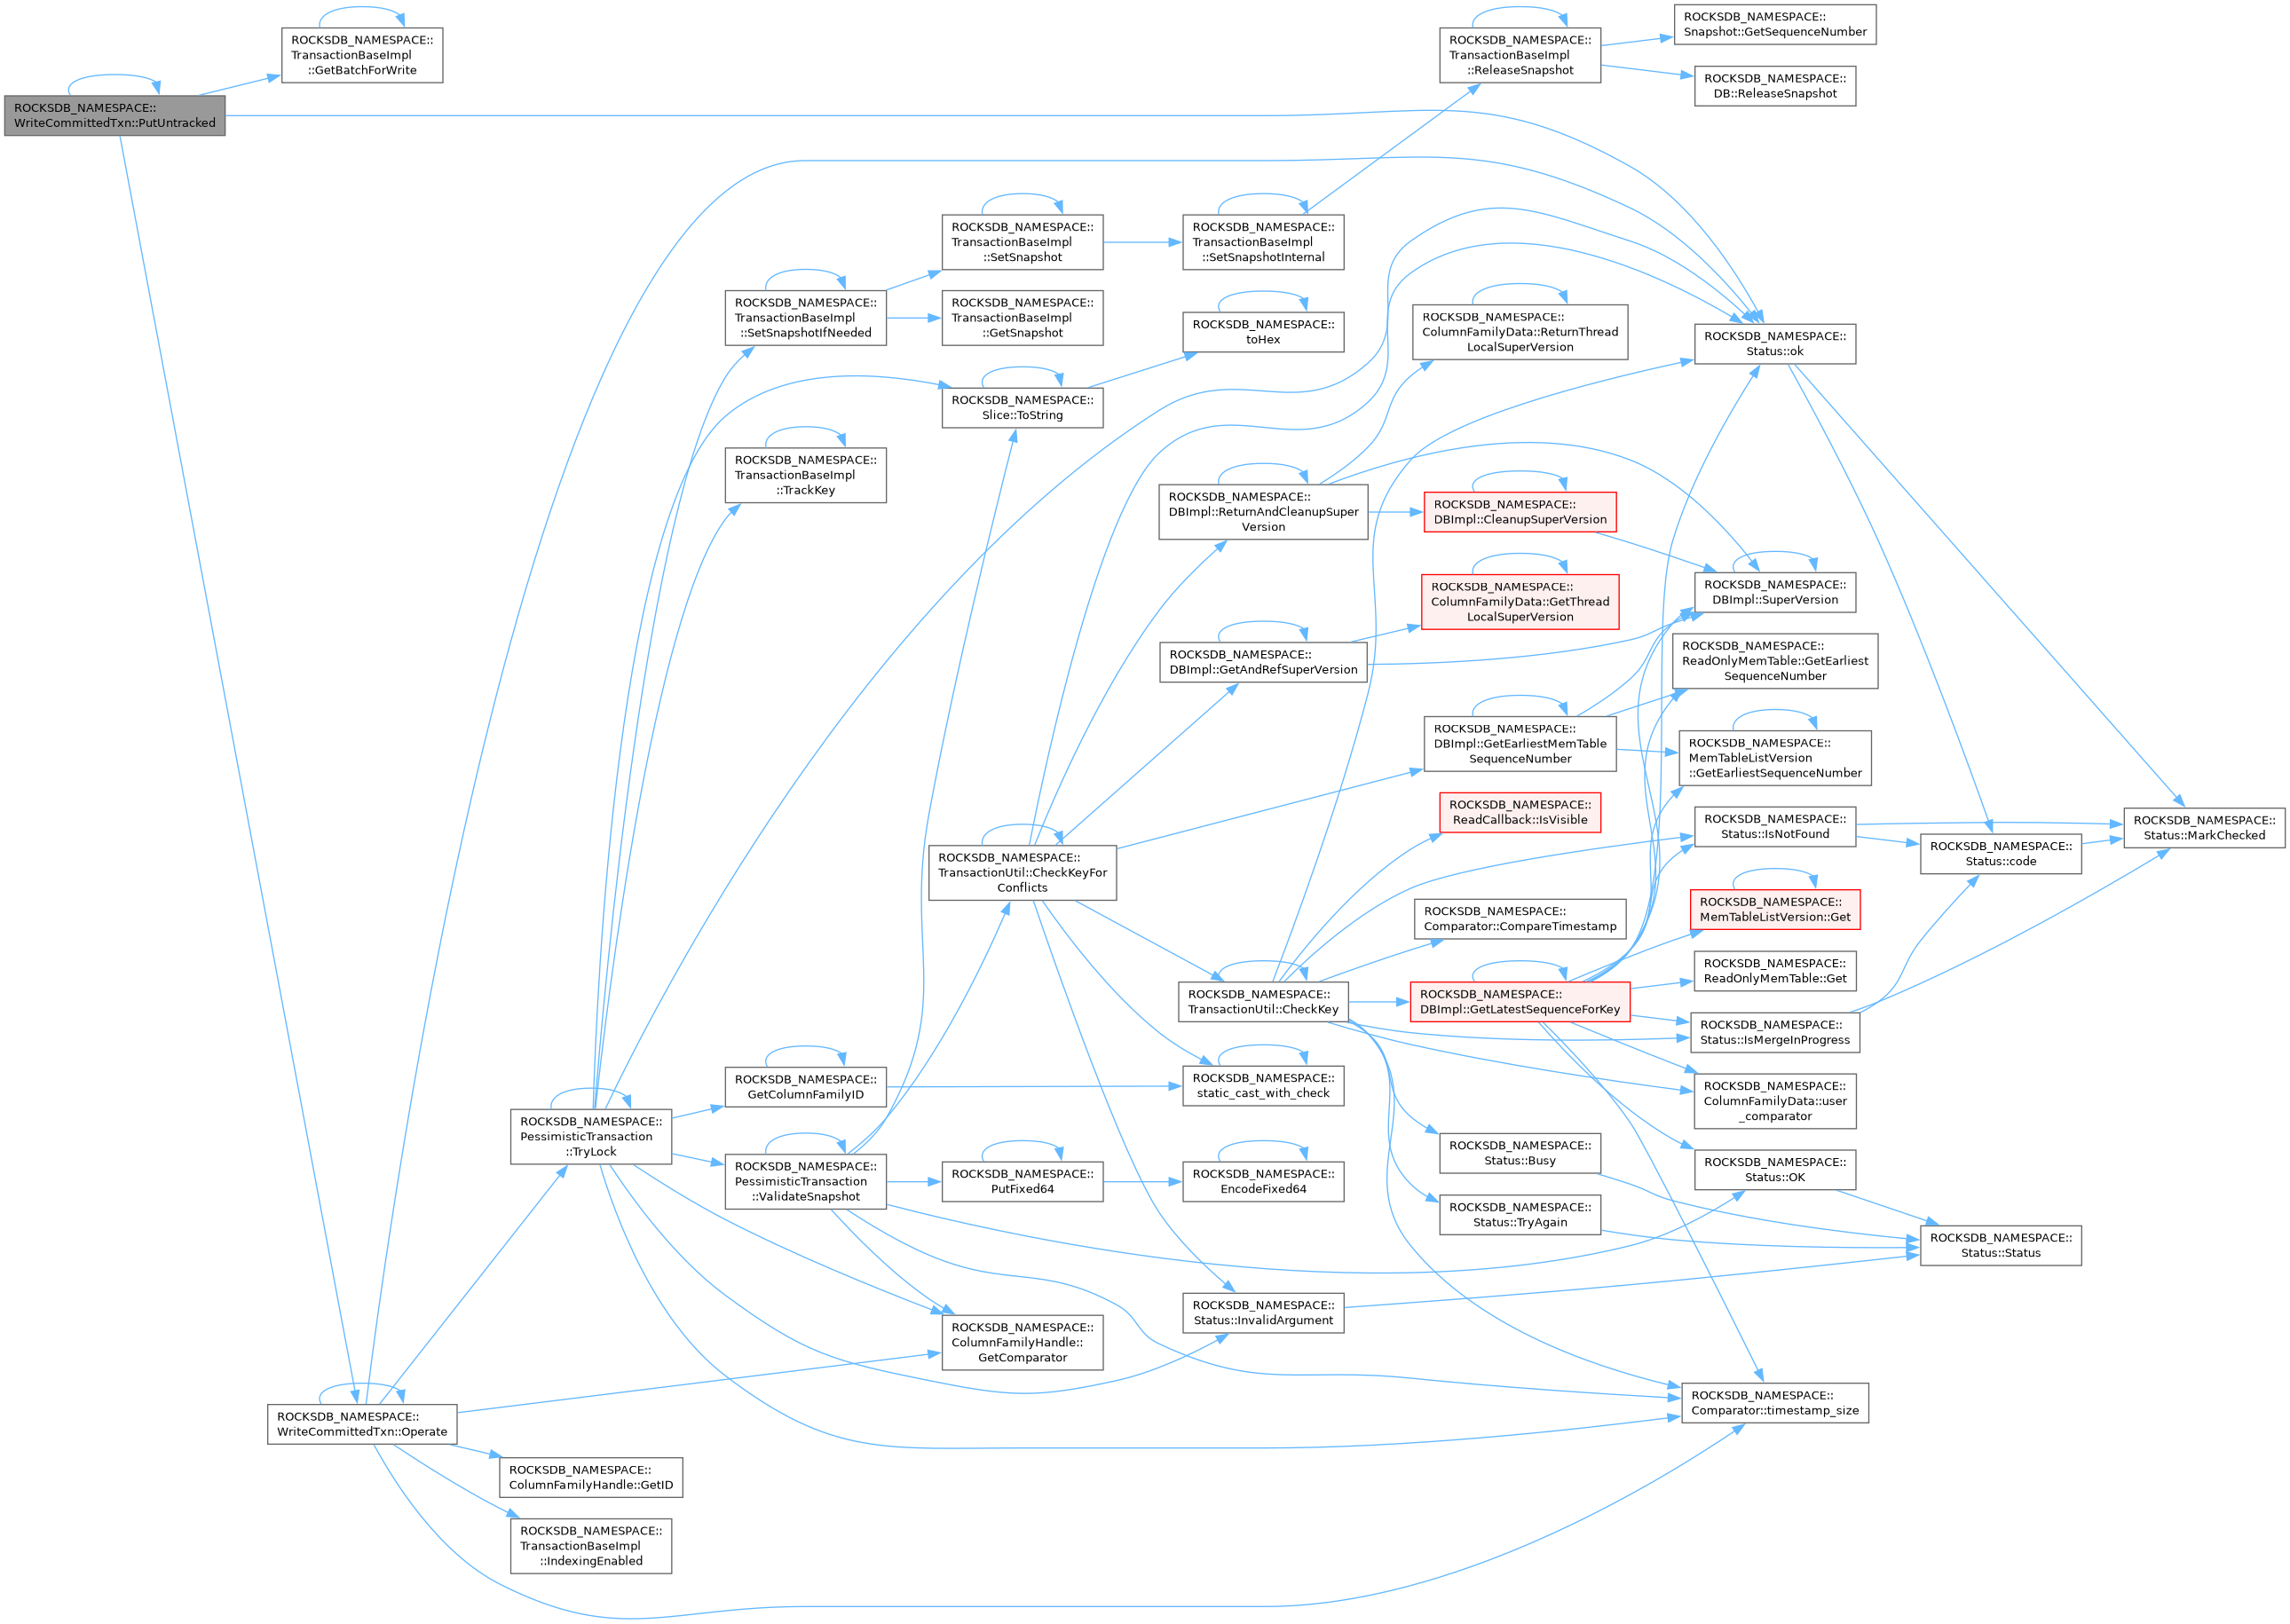 ROCKSDB_NAMESPACE::
WriteCommittedTxn::PutUntracked
ROCKSDB_NAMESPACE::
TransactionBaseImpl
::GetBatchForWrite
ROCKSDB_NAMESPACE::
WriteCommittedTxn::Operate
ROCKSDB_NAMESPACE::
PessimisticTransaction
::TryLock
ROCKSDB_NAMESPACE::
ColumnFamilyHandle::GetID
ROCKSDB_NAMESPACE::
TransactionBaseImpl
::IndexingEnabled
ROCKSDB_NAMESPACE::
TransactionBaseImpl
::SetSnapshotIfNeeded
ROCKSDB_NAMESPACE::
TransactionBaseImpl
::TrackKey
ROCKSDB_NAMESPACE::
GetColumnFamilyID
ROCKSDB_NAMESPACE::
PessimisticTransaction
::ValidateSnapshot
ROCKSDB_NAMESPACE::
TransactionBaseImpl
::SetSnapshot
ROCKSDB_NAMESPACE::
TransactionBaseImpl
::GetSnapshot
ROCKSDB_NAMESPACE::
Slice::ToString
ROCKSDB_NAMESPACE::
TransactionUtil::CheckKeyFor
Conflicts
ROCKSDB_NAMESPACE::
PutFixed64
ROCKSDB_NAMESPACE::
ColumnFamilyHandle::
GetComparator
ROCKSDB_NAMESPACE::
TransactionBaseImpl
::SetSnapshotInternal
ROCKSDB_NAMESPACE::
toHex
ROCKSDB_NAMESPACE::
DBImpl::ReturnAndCleanupSuper
Version
ROCKSDB_NAMESPACE::
DBImpl::GetAndRefSuperVersion
ROCKSDB_NAMESPACE::
TransactionUtil::CheckKey
ROCKSDB_NAMESPACE::
static_cast_with_check
ROCKSDB_NAMESPACE::
EncodeFixed64
ROCKSDB_NAMESPACE::
Status::InvalidArgument
ROCKSDB_NAMESPACE::
TransactionBaseImpl
::ReleaseSnapshot
ROCKSDB_NAMESPACE::
ColumnFamilyData::ReturnThread
LocalSuperVersion
ROCKSDB_NAMESPACE::
DBImpl::CleanupSuperVersion
ROCKSDB_NAMESPACE::
ColumnFamilyData::GetThread
LocalSuperVersion
ROCKSDB_NAMESPACE::
DBImpl::GetEarliestMemTable
SequenceNumber
ROCKSDB_NAMESPACE::
ReadCallback::IsVisible
ROCKSDB_NAMESPACE::
Comparator::CompareTimestamp
ROCKSDB_NAMESPACE::
DBImpl::GetLatestSequenceForKey
ROCKSDB_NAMESPACE::
Status::Busy
ROCKSDB_NAMESPACE::
Status::TryAgain
ROCKSDB_NAMESPACE::
Snapshot::GetSequenceNumber
ROCKSDB_NAMESPACE::
DB::ReleaseSnapshot
ROCKSDB_NAMESPACE::
Status::ok
ROCKSDB_NAMESPACE::
DBImpl::SuperVersion
ROCKSDB_NAMESPACE::
ReadOnlyMemTable::GetEarliest
SequenceNumber
ROCKSDB_NAMESPACE::
MemTableListVersion
::GetEarliestSequenceNumber
ROCKSDB_NAMESPACE::
Status::IsNotFound
ROCKSDB_NAMESPACE::
MemTableListVersion::Get
ROCKSDB_NAMESPACE::
ReadOnlyMemTable::Get
ROCKSDB_NAMESPACE::
Status::IsMergeInProgress
ROCKSDB_NAMESPACE::
ColumnFamilyData::user
_comparator
ROCKSDB_NAMESPACE::
Status::OK
ROCKSDB_NAMESPACE::
Comparator::timestamp_size
ROCKSDB_NAMESPACE::
Status::code
ROCKSDB_NAMESPACE::
Status::Status
ROCKSDB_NAMESPACE::
Status::MarkChecked